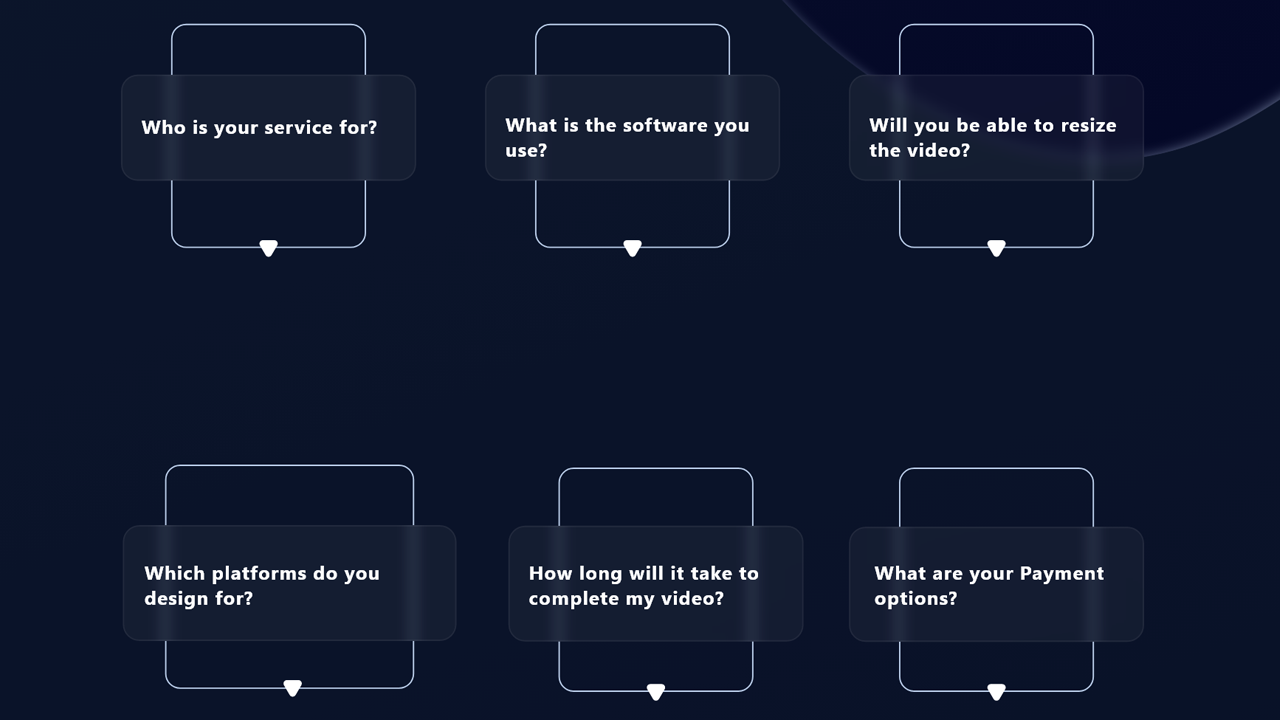 Who is your service for?
What is the software you
use?
Will you be able to resize
the video?
Which platforms do you
design for?
How long will it take to
complete my video?
What are your Payment
options?